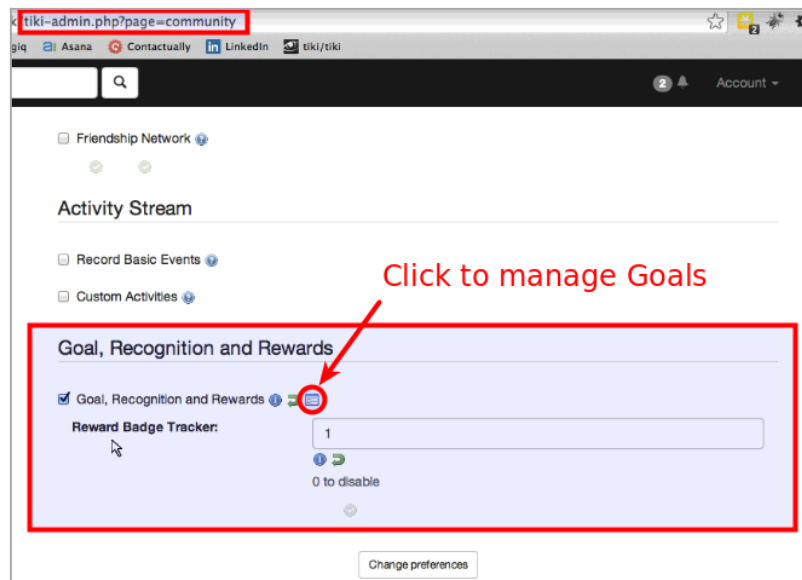 tiki-admin.php?page=community
giq Asana Contactually LinkedIn tiki/tiki
2
2 Account
Friendship Network
Activity Stream
Record Basic Events
Click to manage Goals
Custom Activities
Goal, Recognition and Rewards
Goal, Recognition and Rewards
Reward Badge Tracker:
1
0 to disable
Change preferences